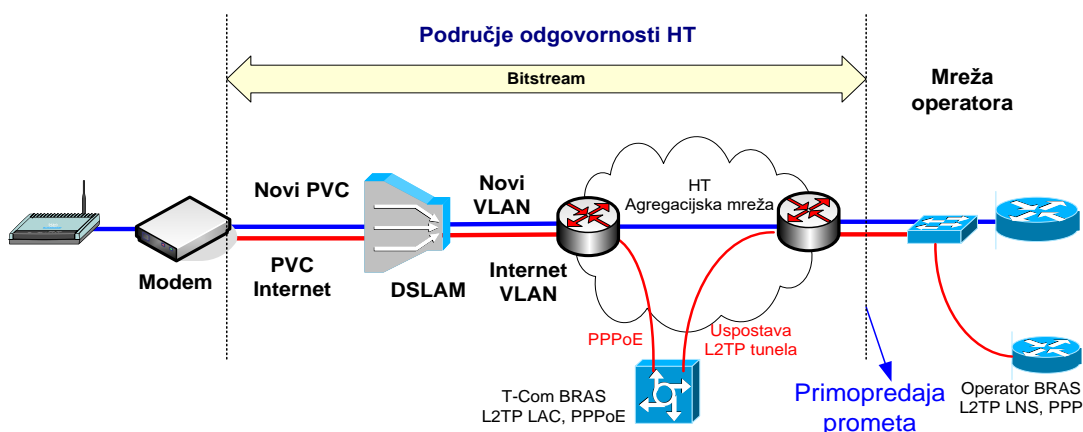 Područje odgovornosti HT
Bitstream
Mreža
operatora
Novi PVC
Novi
VLAN
HT
Agregacijska mreža
Modem
PVC
Internet
DSLAM
Internet
VLAN
PPPoE
Uspostava
L2TP tunela
T-Com BRAS
L2TP LAC, PPPoE
Primopredaja
prometa
Operator BRAS
L2TP LNS, PPP